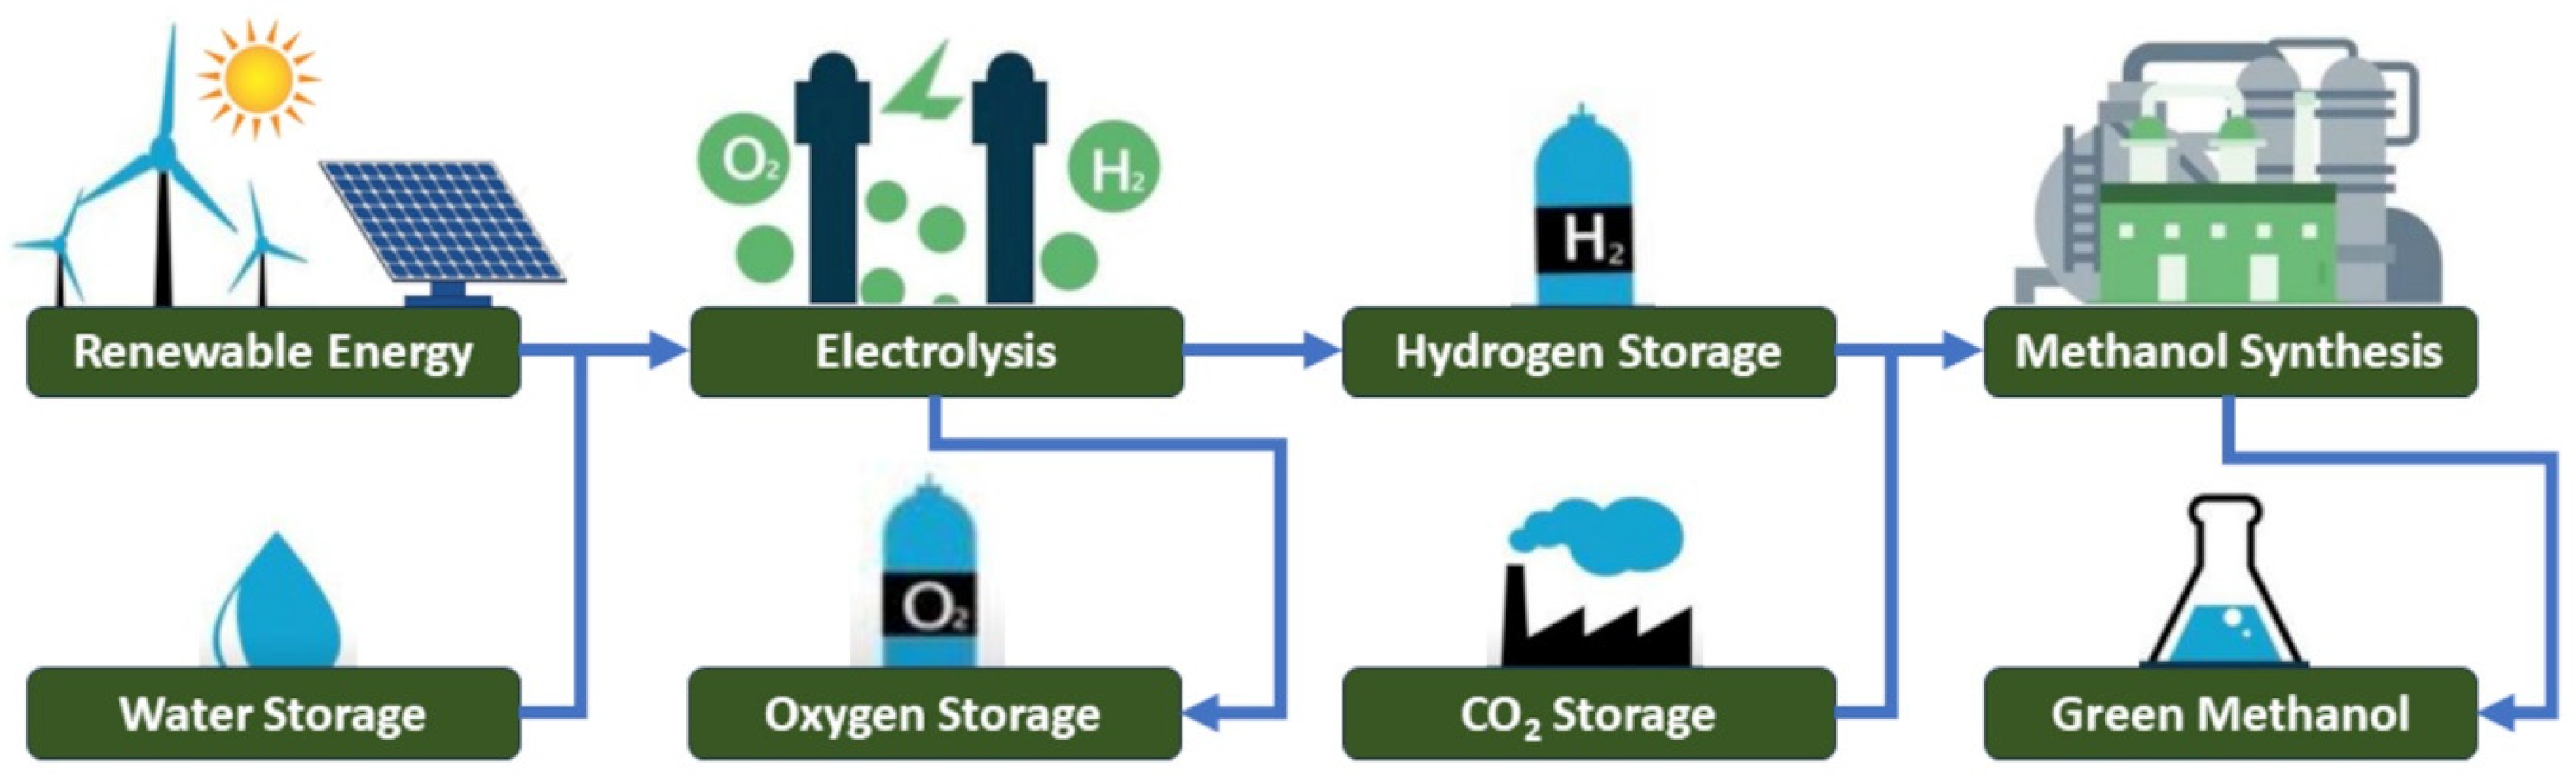 O₂
H₂
H₂
Renewable Energy
Electrolysis
Hydrogen Storage
Methanol Synthesis
O₂
Water Storage
Oxygen Storage
CO₂ Storage
Green Methanol